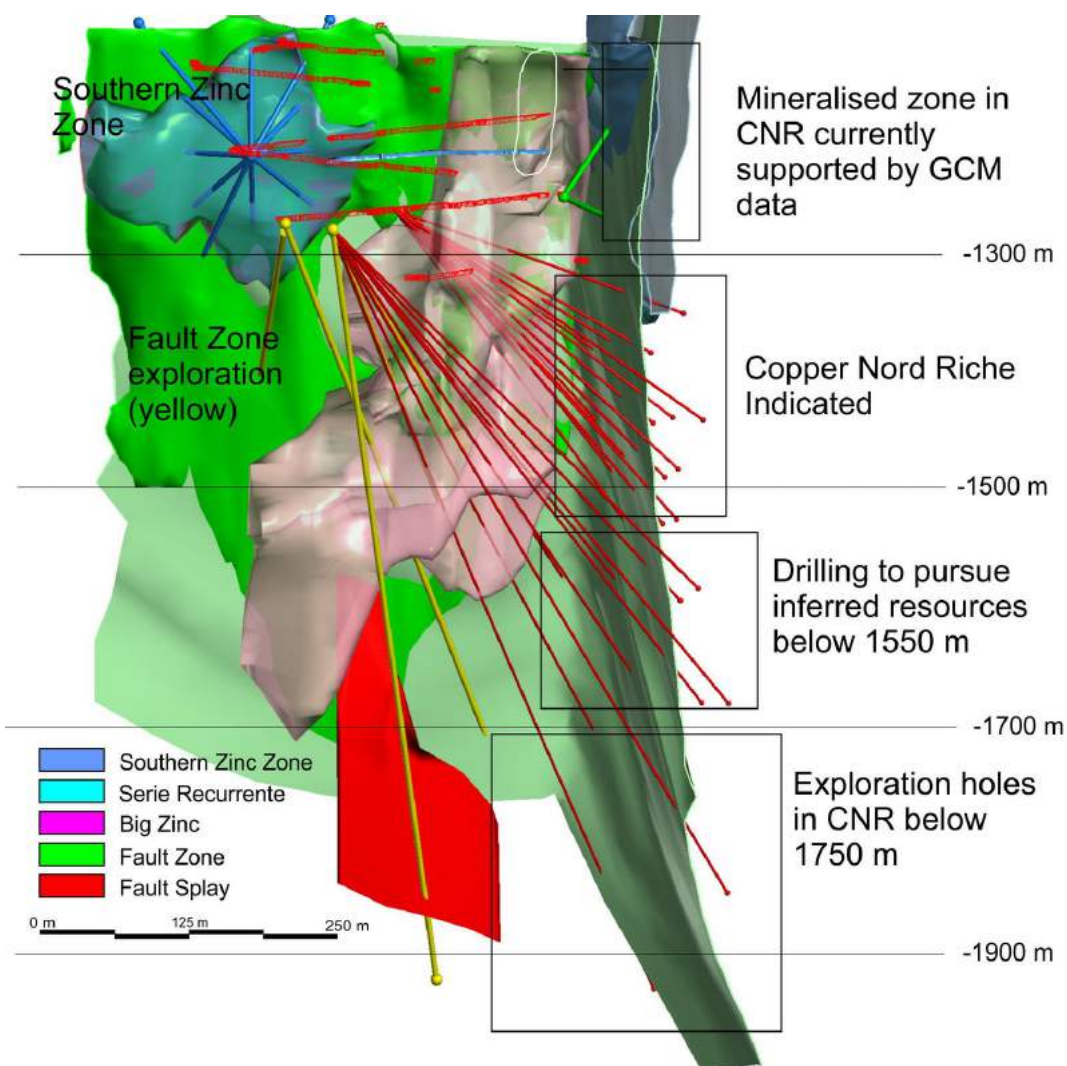 Southern Zinc
Zone
Mineralised zone in
CNR currently
supported by GCM
data
-1300 m
Fault Zone
exploration
(yellow)
Copper Nord Riche
Indicated
-1500 m
Drilling to pursue
inferred resources
below 1550 m
-1700 m
Southern Zinc Zone
Serie Recurrente
Big Zinc
Fault Zone
Fault Splay
Exploration holes
in CNR below
1750 m
0 m 125 m 250 m
-1900 m